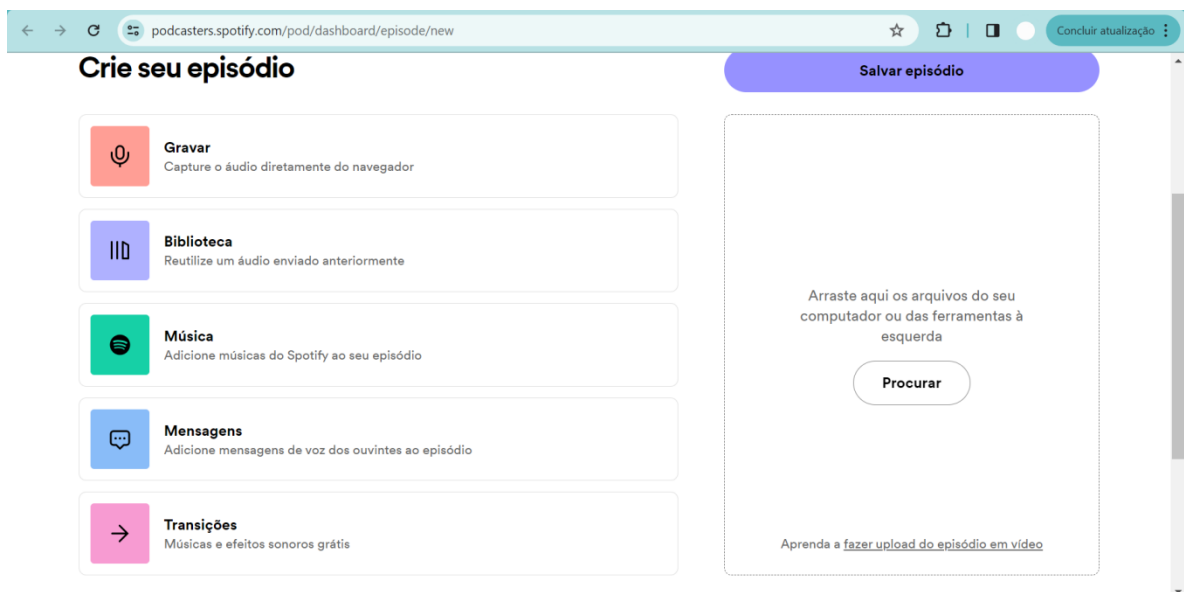 podcasters.spotify.com/pod/dashboard/episode/new
Concluir atualização
Crie seu episódio
Salvar episódio
Gravar
Capture o áudio diretamente do navegador
Biblioteca
Reutilize um áudio enviado anteriormente
Música
Adicione músicas do Spotify ao seu episódio
Mensagens
Adicione mensagens de voz dos ouvintes ao episódio
Transições
Músicas e efeitos sonoros grátis
Arraste aqui os arquivos do seu
computador ou das ferramentas à
esquerda
Procurar
Aprenda a fazer upload do episódio em vídeo